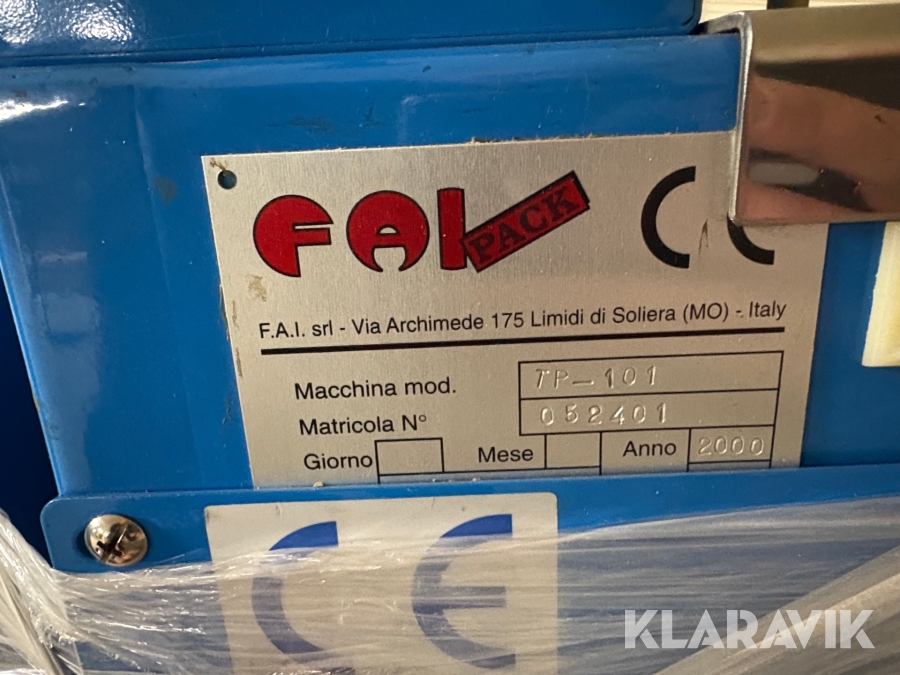 FAI PACK CE
F.A.I. srl - Via Archimede 175 Limidi di Soliera (MO) - Italy
Macchina mod. TP-101
Matricola N° 052401
Giorno Mese Anno 2000
CE
KLARAVIK